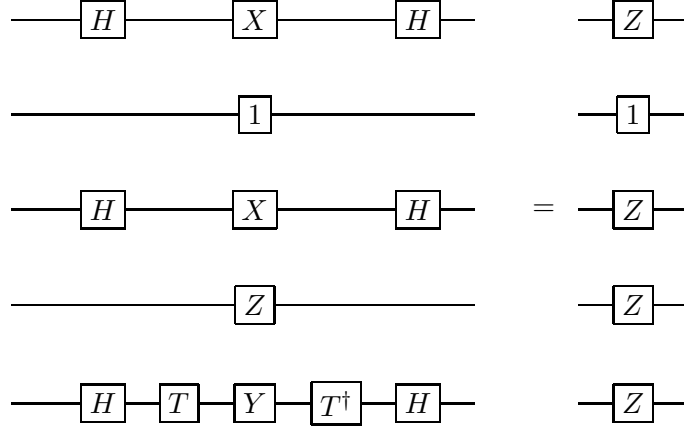 H X H Z
1 1
H X H = Z
Z Z
H T Y T† H Z